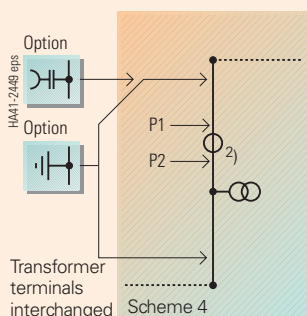 Option
HA41-2449 eps
Option
P1
P2
2)
Transformer
terminals
interchanged
Scheme 4